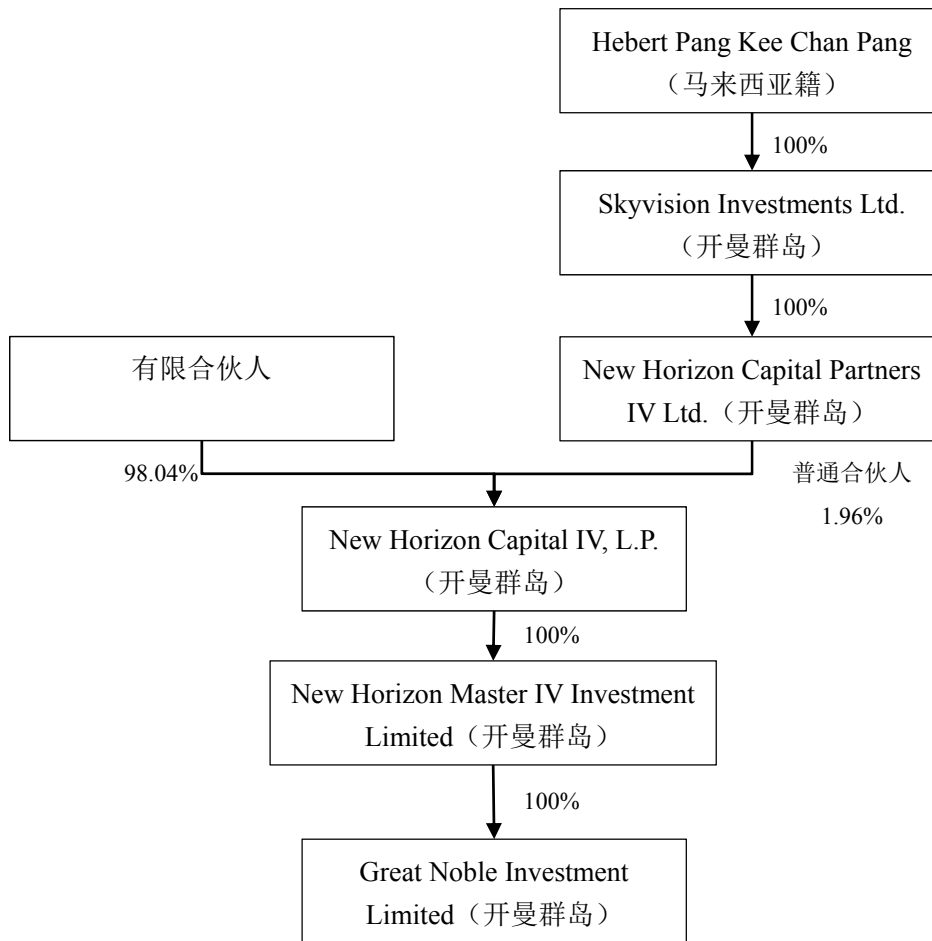 Hebert Pang Kee Chan Pang
（马来西亚籍）
100%
Skyvision Investments Ltd.
（开曼群岛）
100%
有限合伙人
New Horizon Capital Partners
IV Ltd.（开曼群岛）
98.04%
普通合伙人
1.96%
New Horizon Capital IV, L.P.
（开曼群岛）
100%
New Horizon Master IV Investment
Limited（开曼群岛）
100%
Great Noble Investment
Limited（开曼群岛）